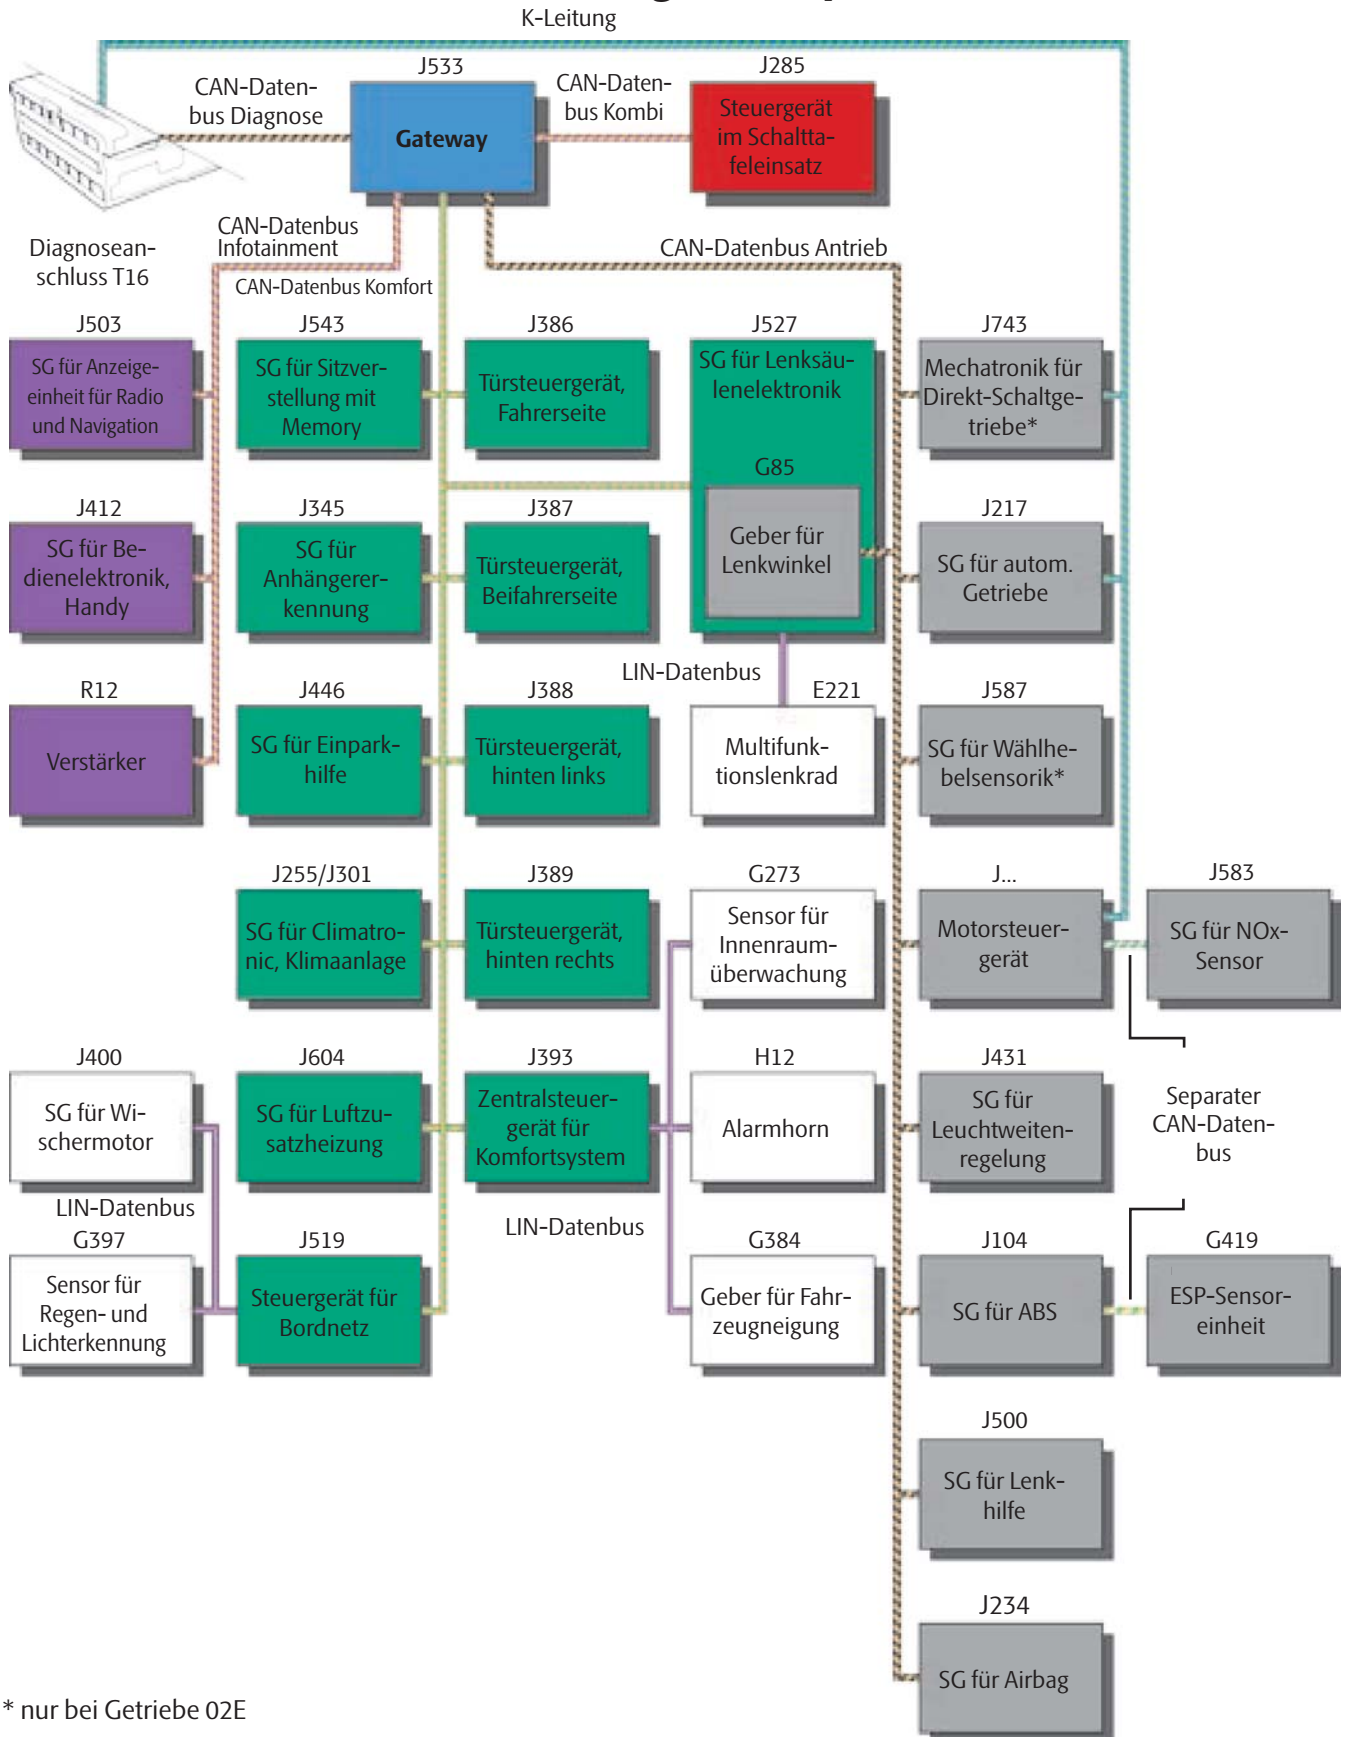 K-Leitung
J533
J285
CAN-Daten-
bus Diagnose
CAN-Daten-
bus Kombi
Gateway
Steuergerät
im Schaltta-
feleinsatz
Diagnosean-
schluss T16
CAN-Datenbus
Infotainment
CAN-Datenbus Komfort
CAN-Datenbus Antrieb
J503
J543
J386
J527
J743
SG für Anzeige-
einheit für Radio
und Navigation
SG für Sitzver-
stellung mit
Memory
Türsteuergerät,
Fahrerseite
SG für Lenksäu-
lenelektronik
Mechatronik für
Direkt-Schaltge-
triebe*
G85
Geber für
Lenkwinkel
J412
J345
J387
J217
SG für Be-
dienelektronik,
Handy
SG für
Anhängerer-
kennung
Türsteuergerät,
Beifahrerseite
SG für autom.
Getriebe
LIN-Datenbus
R12
J446
J388
E221
J587
Verstärker
SG für Einpark-
hilfe
Türsteuergerät,
hinten links
Multifunk-
tionslenkrad
SG für Wählhe-
belsensorik*
J255/J301
J389
G273
J...
J583
SG für Climatro-
nic, Klimaanlage
Türsteuergerät,
hinten rechts
Sensor für
Innenraum-
überwachung
Motorsteuer-
gerät
SG für NOx-
Sensor
J400
J604
J393
H12
J431
SG für Wi-
schermotor
SG für Luftzu-
satzheizung
Zentralsteuer-
gerät für
Komfortsystem
Alarmhorn
SG für
Leuchtweiten-
regelung
Separater
CAN-Daten-
bus
LIN-Datenbus
LIN-Datenbus
G397
J519
G384
J104
G419
Sensor für
Regen- und
Lichterkennung
Steuergerät für
Bordnetz
Geber für Fahr-
zeugneigung
SG für ABS
ESP-Sensor-
einheit
J500
SG für Lenk-
hilfe
J234
SG für Airbag
* nur bei Getriebe 02E